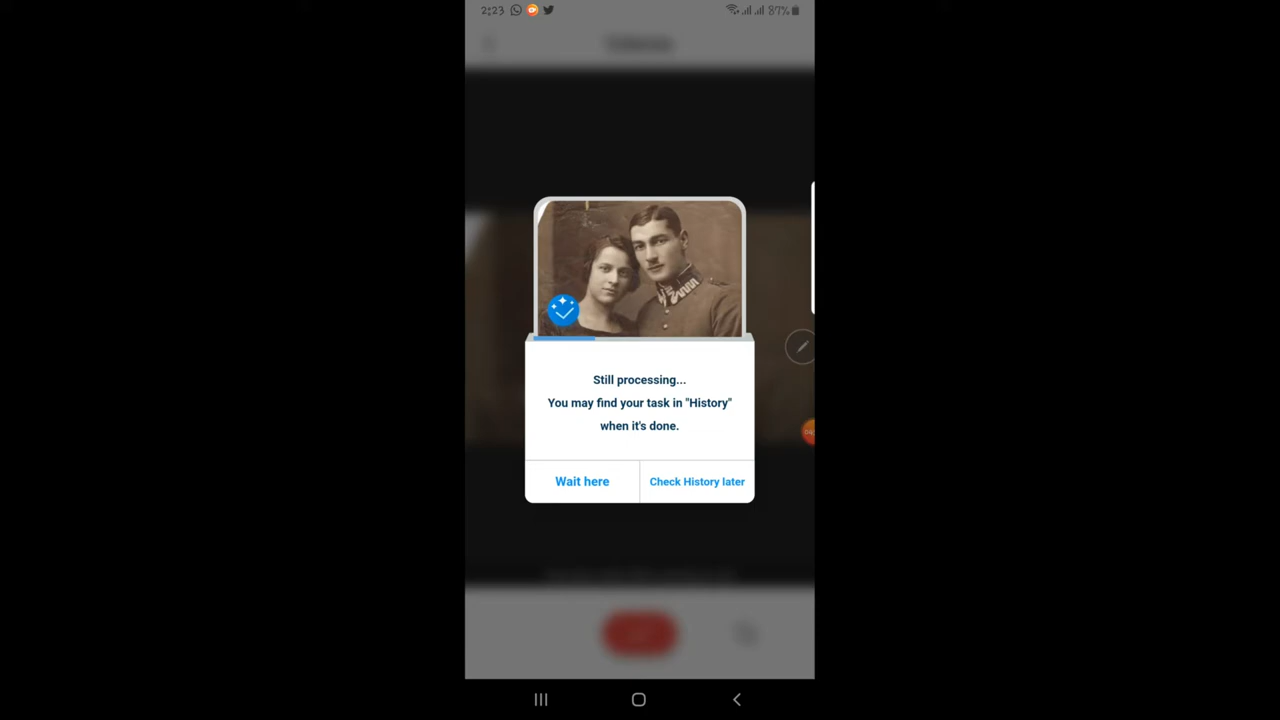 2:23
87%
Still processing...
You may find your task in "History"
when it's done.
Wait here
Check History later